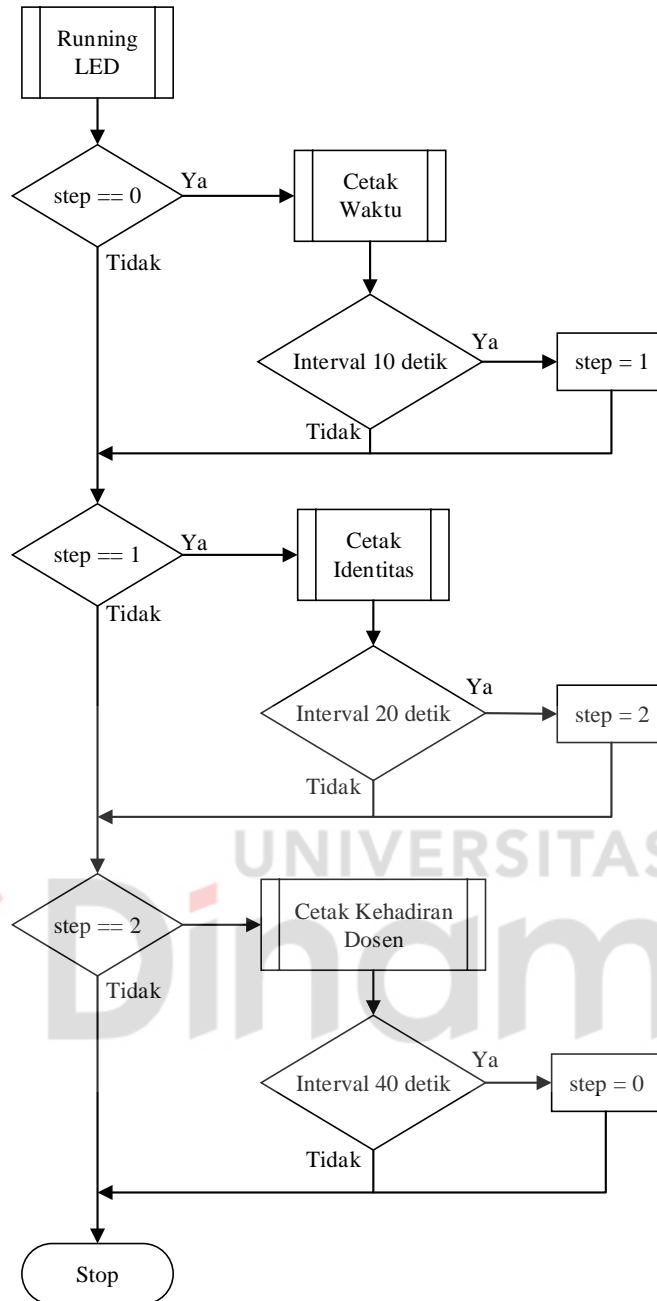 Running
LED
step == 0
Ya
Cetak
Waktu
Tidak
Interval 10 detik
Ya
step = 1
Tidak
step == 1
Ya
Cetak
Identitas
Tidak
Interval 20 detik
Ya
step = 2
Tidak
UNIVERSITAS
step == 2
Cetak Kehadiran
Dosen
Tidak
Interval 40 detik
Ya
step = 0
Tidak
Stop